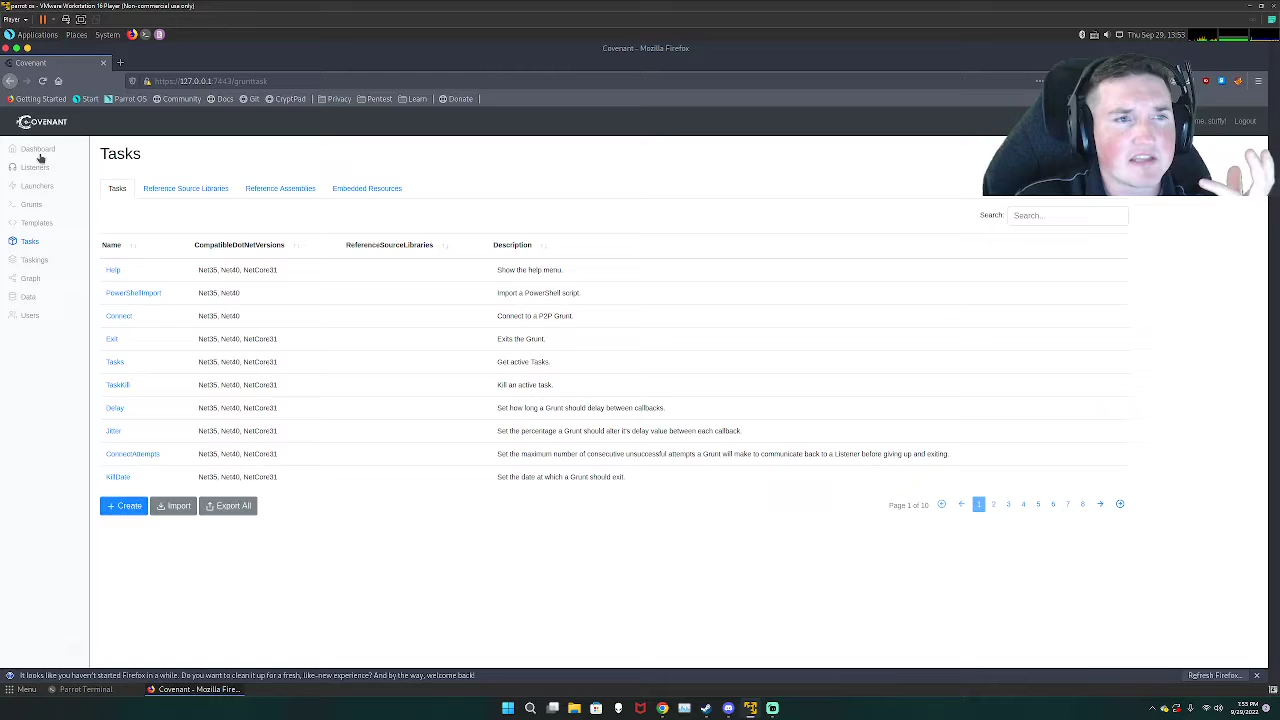 parrot os - VMware Workstation 16 Player (Non-commercial use only)
Player
Applications Places System Thu Sep 29, 13:53
Covenant - Mozilla Firefox
Covenant
https://127.0.0.1:7443/grunttask
Getting Started Start Parrot OS Community Docs Git CryptPad Privacy Pentest Learn Donate
COVENANT
me, stuffy! Logout
Dashboard
Listeners
Launchers
Grunts
Templates
Tasks
Taskings
Graph
Data
Users
Tasks
Tasks Reference Source Libraries Reference Assemblies Embedded Resources
Search: Search...
Name CompatibleDotNetVersions ReferenceSourceLibraries Description
Help Net35, Net40, NetCore31 Show the help menu.
PowerShellImport Net35, Net40 Import a PowerShell script.
Connect Net35, Net40 Connect to a P2P Grunt.
Exit Net35, Net40, NetCore31 Exits the Grunt.
Tasks Net35, Net40, NetCore31 Get active Tasks.
TaskKill Net35, Net40, NetCore31 Kill an active task.
Delay Net35, Net40, NetCore31 Set how long a Grunt should delay between callbacks.
Jitter Net35, Net40, NetCore31 Set the percentage a Grunt should alter it's delay value between each callback.
ConnectAttempts Net35, Net40, NetCore31 Set the maximum number of consecutive unsuccessful attempts a Grunt will make to communicate back to a Listener before giving up and exiting.
KillDate Net35, Net40, NetCore31 Set the date at which a Grunt should exit.
+ Create Import Export All
Page 1 of 10 1 2 3 4 5 6 7 8
It looks like you haven't started Firefox in a while. Do you want to clean it up for a fresh, like-new experience? And by the way, welcome back! Refresh Firefox...
Menu Parrot Terminal Covenant - Mozilla Fire...
1:55 PM
9/29/2022